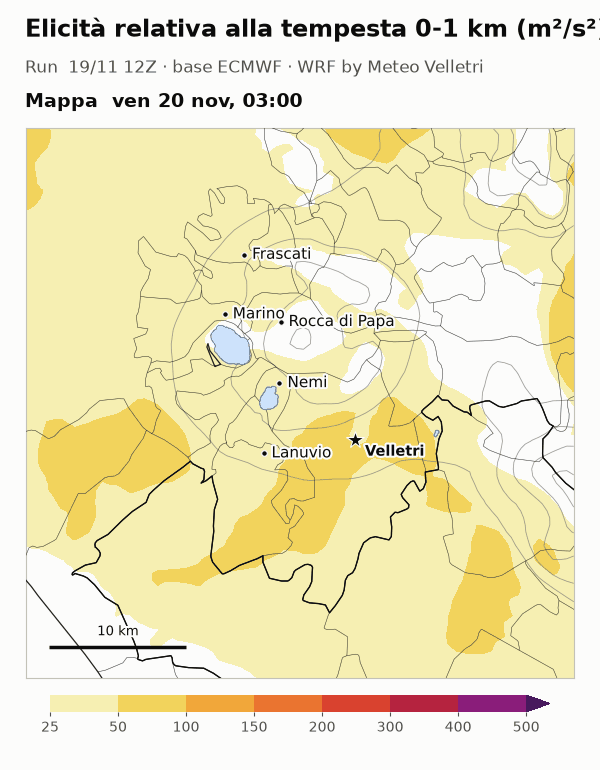 Elicità relativa alla tempesta 0-1 km (m²/s²)
Run  19/11 12Z · base ECMWF · WRF by Meteo Velletri
Mappa  ven 20 nov, 03:00
Frascati
Marino
Rocca di Papa
Nemi
Velletri
Lanuvio
10 km
25 50 100 150 200 300 400 500